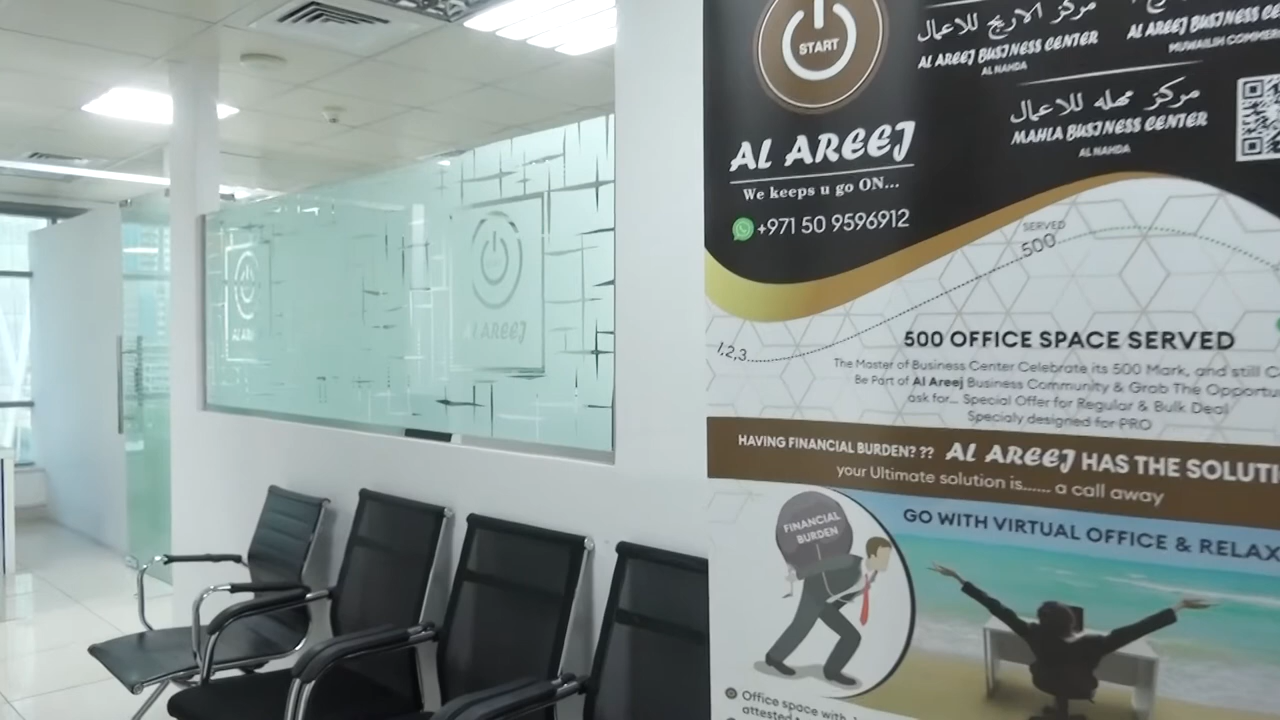 START
AL AREEJ
We keeps u go ON...
+971 50 9596912
مركز الاريج للاعمال
AL AREEJ BUSINESS CENTER
AL NAHDA
AL AREEJ BUSINESS CE
MUWAILIH COMMER
مركز محله للاعمال
MAHLA BUSINESS CENTER
AL NAHDA
SERVED
500
1,2,3...
500 OFFICE SPACE SERVED
The Master of Business Center Celebrate its 500 Mark, and still C
Be Part of Al Areej Business Community & Grab The Opportu
ask for... Special Offer for Regular & Bulk Deal
Specialy designed for PRO
HAVING FINANCIAL BURDEN? ?? AL AREEJ HAS THE SOLUTI
your Ultimate solution is...... a call away
FINANCIAL
BURDEN
GO WITH VIRTUAL OFFICE & RELAX
Office space with
attested
AL AREEJ
AL AR